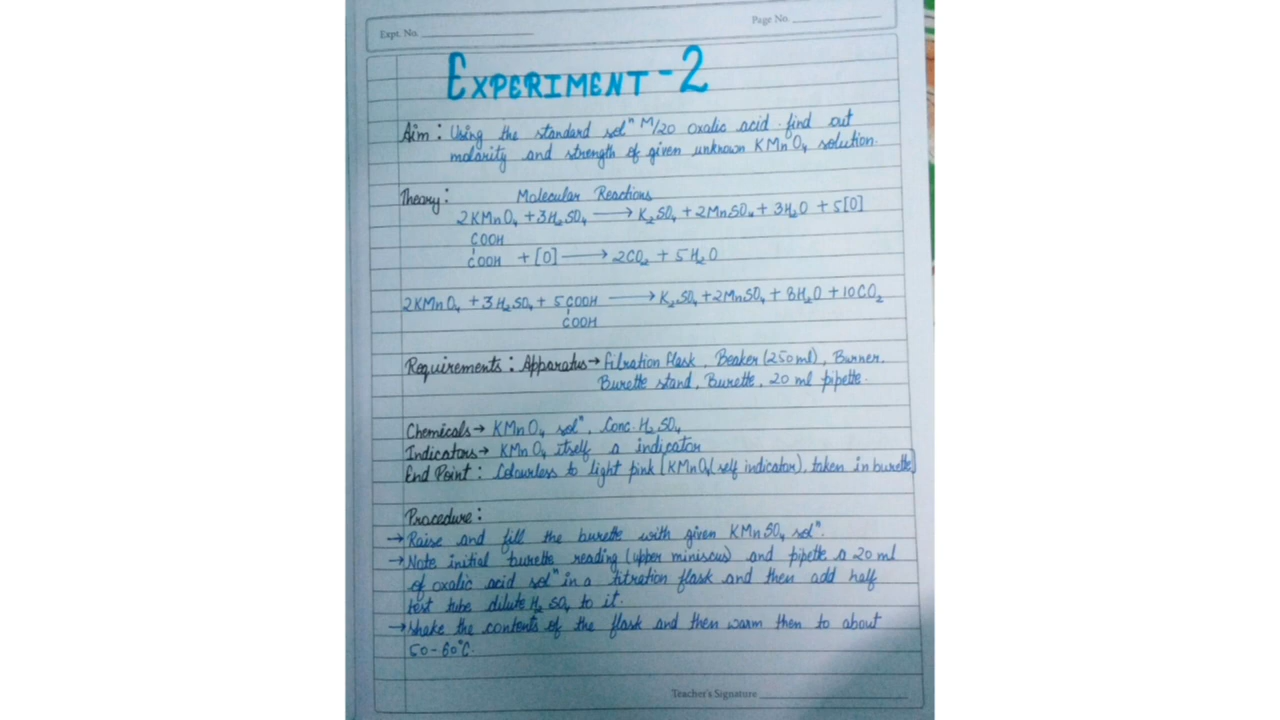 Expt. No.
Page No.
EXPERIMENT-2
Aim: Using the standard solⁿ M/20 oxalic acid. find out
molarity and strength of given unknown KMnO₄ solution.
Theory: Molecular Reactions
2KMnO₄ + 3H₂SO₄ ⟶ K₂SO₄ + 2MnSO₄ + 3H₂O + 5[O]
COOH
COOH + [O] ⟶ 2CO₂ + 5H₂O
2KMnO₄ + 3H₂SO₄ + 5COOH ⟶ K₂SO₄ + 2MnSO₄ + 8H₂O + 10CO₂
COOH
Requirements: Apparatus→ Filration flask, Beaker (250ml), Burner,
Burette stand, Burette, 20 ml pipette.
Chemicals→ KMnO₄ solⁿ, Conc. H₂SO₄
Indicators→ KMnO₄ itself a indicator
End Point: Colourless to light pink [KMnO₄(self indicator), taken in burette]
Procedure:
→ Raise and fill the burette with given KMnSO₄ solⁿ.
→ Note initial burette reading (upper miniscus) and pipette a 20 ml
of oxalic acid solⁿ in a titration flask and then add half
test tube dilute H₂SO₄ to it.
→ Shake the contents of the flask and then warm then to about
50-60°C.
Teacher's Signature